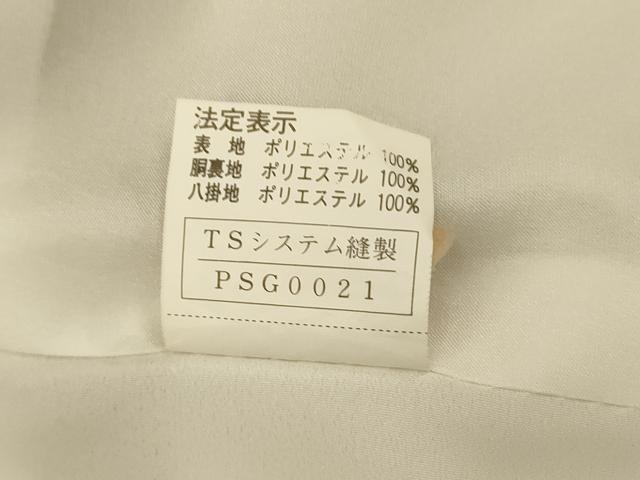 法定表示
表　地　ポリエステル 100%
胴裏地　ポリエステル 100%
八掛地　ポリエステル 100%
TSシステム縫製
PSG0021